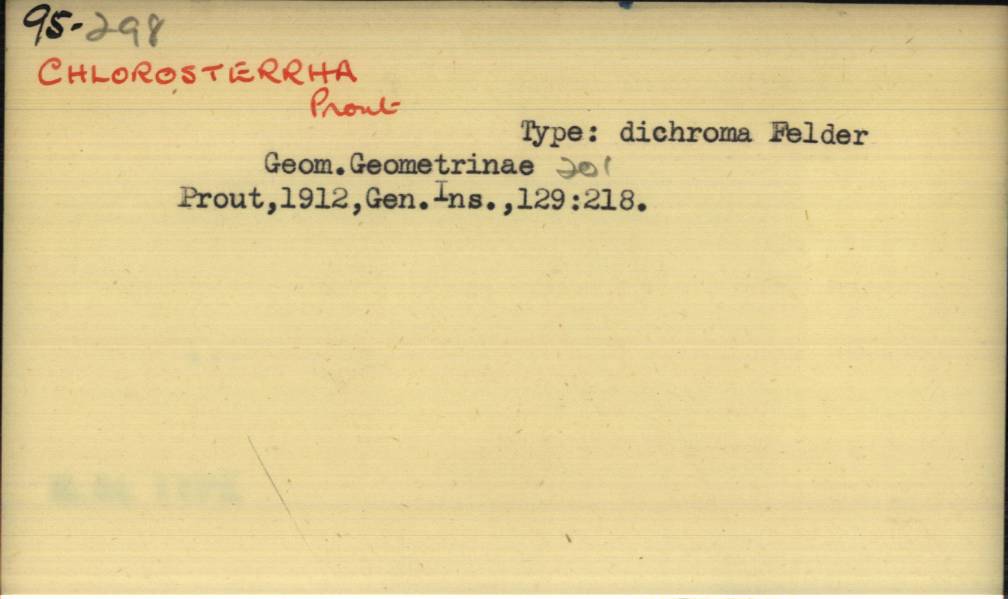 95-298
CHLOROSTERRHA
Prout
Type: dichroma Felder
Geom.Geometrinae 201
Prout,1912,Gen.Ins.,129:218.